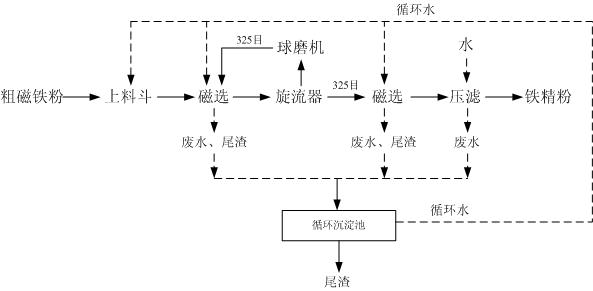 循环水
325目
球磨机
水
325目
粗磁铁粉
上料斗
磁选
旋流器
磁选
压滤
铁精粉
废水、尾渣
废水、尾渣
废水
循环水
循环沉淀池
尾渣